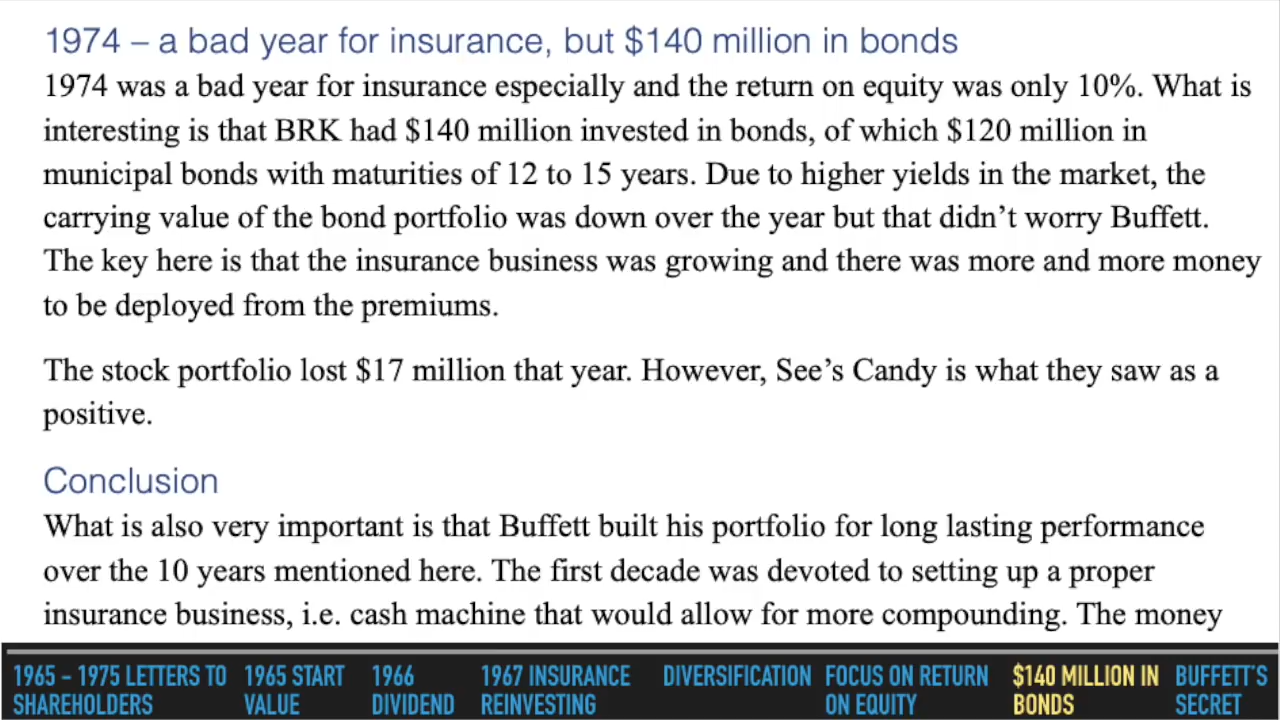 1974 – a bad year for insurance, but $140 million in bonds
1974 was a bad year for insurance especially and the return on equity was only 10%. What is
interesting is that BRK had $140 million invested in bonds, of which $120 million in
municipal bonds with maturities of 12 to 15 years. Due to higher yields in the market, the
carrying value of the bond portfolio was down over the year but that didn’t worry Buffett.
The key here is that the insurance business was growing and there was more and more money
to be deployed from the premiums.
The stock portfolio lost $17 million that year. However, See’s Candy is what they saw as a
positive.
Conclusion
What is also very important is that Buffett built his portfolio for long lasting performance
over the 10 years mentioned here. The first decade was devoted to setting up a proper
insurance business, i.e. cash machine that would allow for more compounding. The money
1965 – 1975 LETTERS TO
SHAREHOLDERS
1965 START
VALUE
1966
DIVIDEND
1967 INSURANCE
REINVESTING
DIVERSIFICATION
FOCUS ON RETURN
ON EQUITY
$140 MILLION IN
BONDS
BUFFETT'S
SECRET